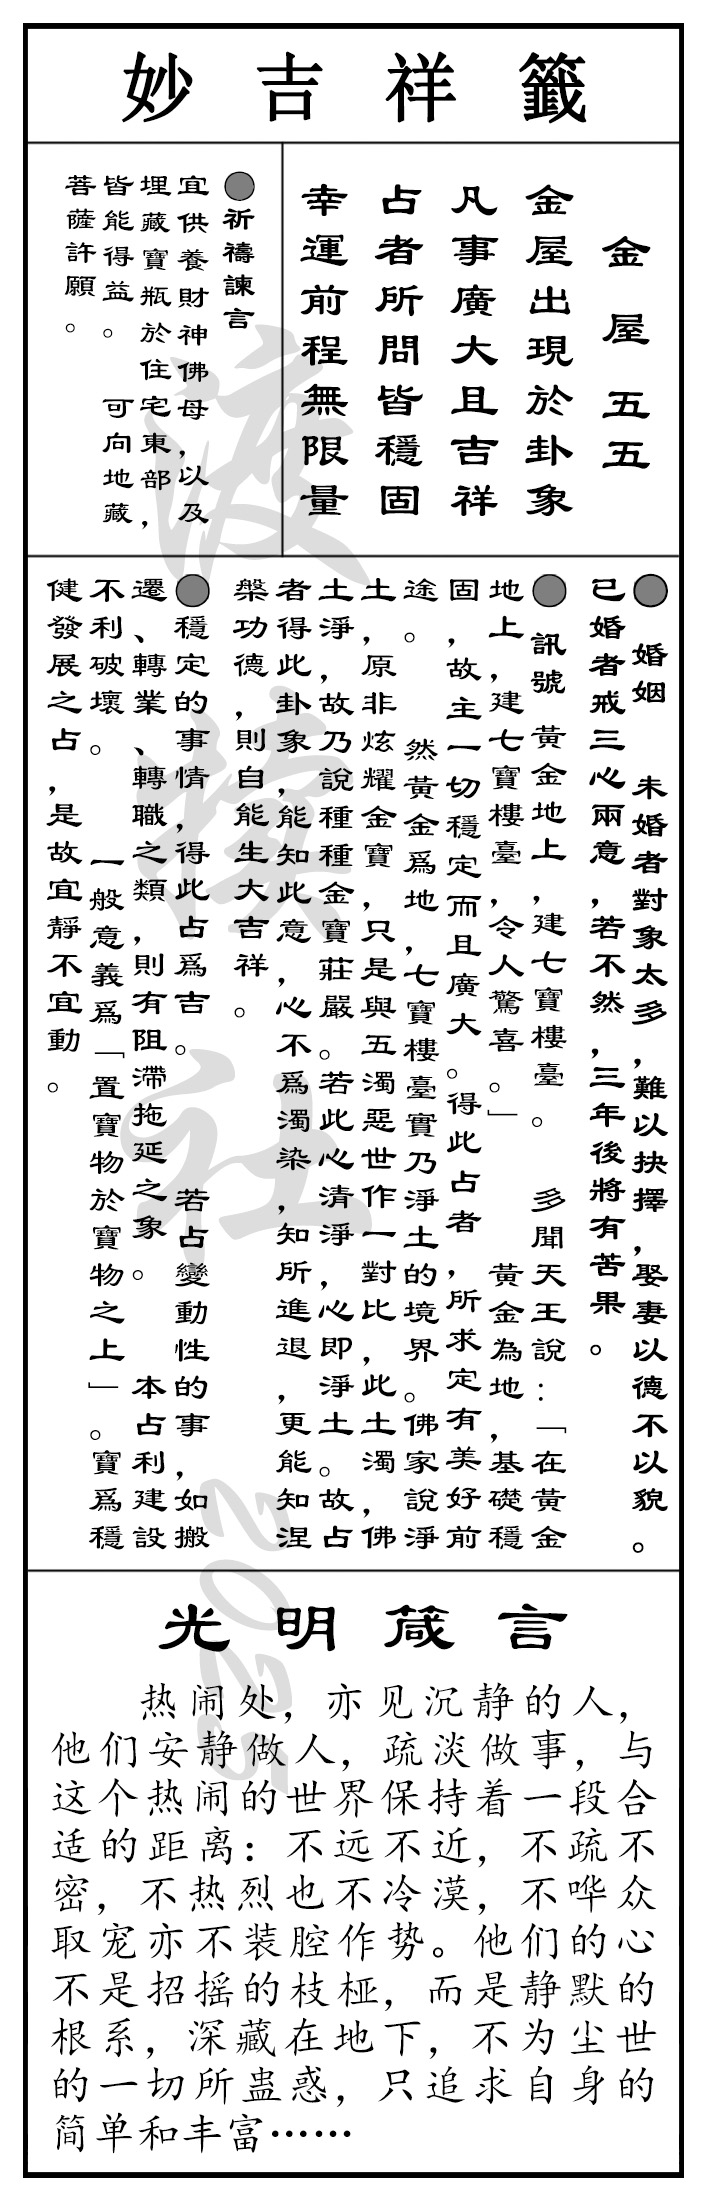 妙吉祥籤
金屋五五
金屋出現於卦象
凡事廣大且吉祥
占者所問皆穩固
幸運前程無限量
●祈禱諫言
宜供養財神佛母，以及
埋藏寶瓶於住宅東部，
皆能得益。 可向地藏
菩薩許願。
●婚姻 未婚者對象太多，難以抉擇，娶妻以德不以貌。
已婚者戒三心兩意，若不然，三年後將有苦果。
●訊號 黃金地上，建七寶樓臺。 多聞天王說：「在黃金
地上，建七寶樓臺，令人驚喜。」 黃金為地，基礎穩
固，故主一切穩定而且廣大。得此占者，所求定有美好前
途。 然黃金爲地，七寶樓臺實乃淨土的境界。佛家說淨
土，原非炫耀金寶，只是與五濁惡世作一對比，此土濁，佛
土淨，故乃說種種金寶莊嚴。若此心清淨，心即淨土。故占
者得此卦象，能知此意，心不爲濁染，知所進退，更能知涅
槃功德，則自能生大吉祥。
●穩定的事情，得此占爲吉。 若占變動性的事，如搬
遷、轉業、轉職之類，則有阻滯拖延之象。 本占利建設
不利破壞。 一般意義爲「置寶物於寶物之上」。寶爲穩
健發展之占，是故宜靜不宜動。
光明箴言
热闹处，亦见沉静的人，
他们安静做人，疏淡做事，与
这个热闹的世界保持着一段合
适的距离：不远不近，不疏不
密，不热烈也不冷漠，不哗众
取宠亦不装腔作势。他们的心
不是招摇的枝桠，而是静默的
根系，深藏在地下，不为尘世
的一切所蛊惑，只追求自身的
简单和丰富……
渡 社 2025